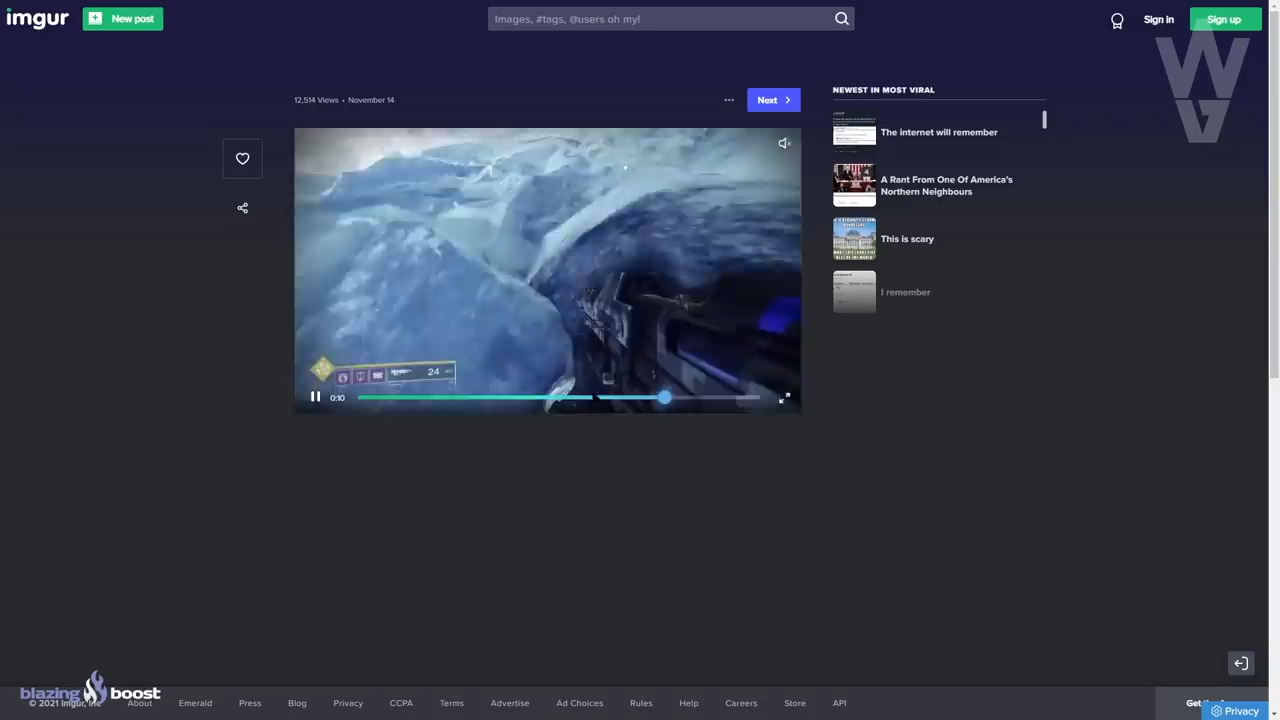 imgur
New post
Images, #tags, @users oh my!
Sign in
Sign up
W
12,514 Views • November 14
Next
NEWEST IN MOST VIRAL
The internet will remember
A Rant From One Of America's
Northern Neighbours
This is scary
I remember
24
0:10
blazing boost
© 2021 Imgur, Inc
About
Emerald
Press
Blog
Privacy
CCPA
Terms
Advertise
Ad Choices
Rules
Help
Careers
Store
API
Privacy